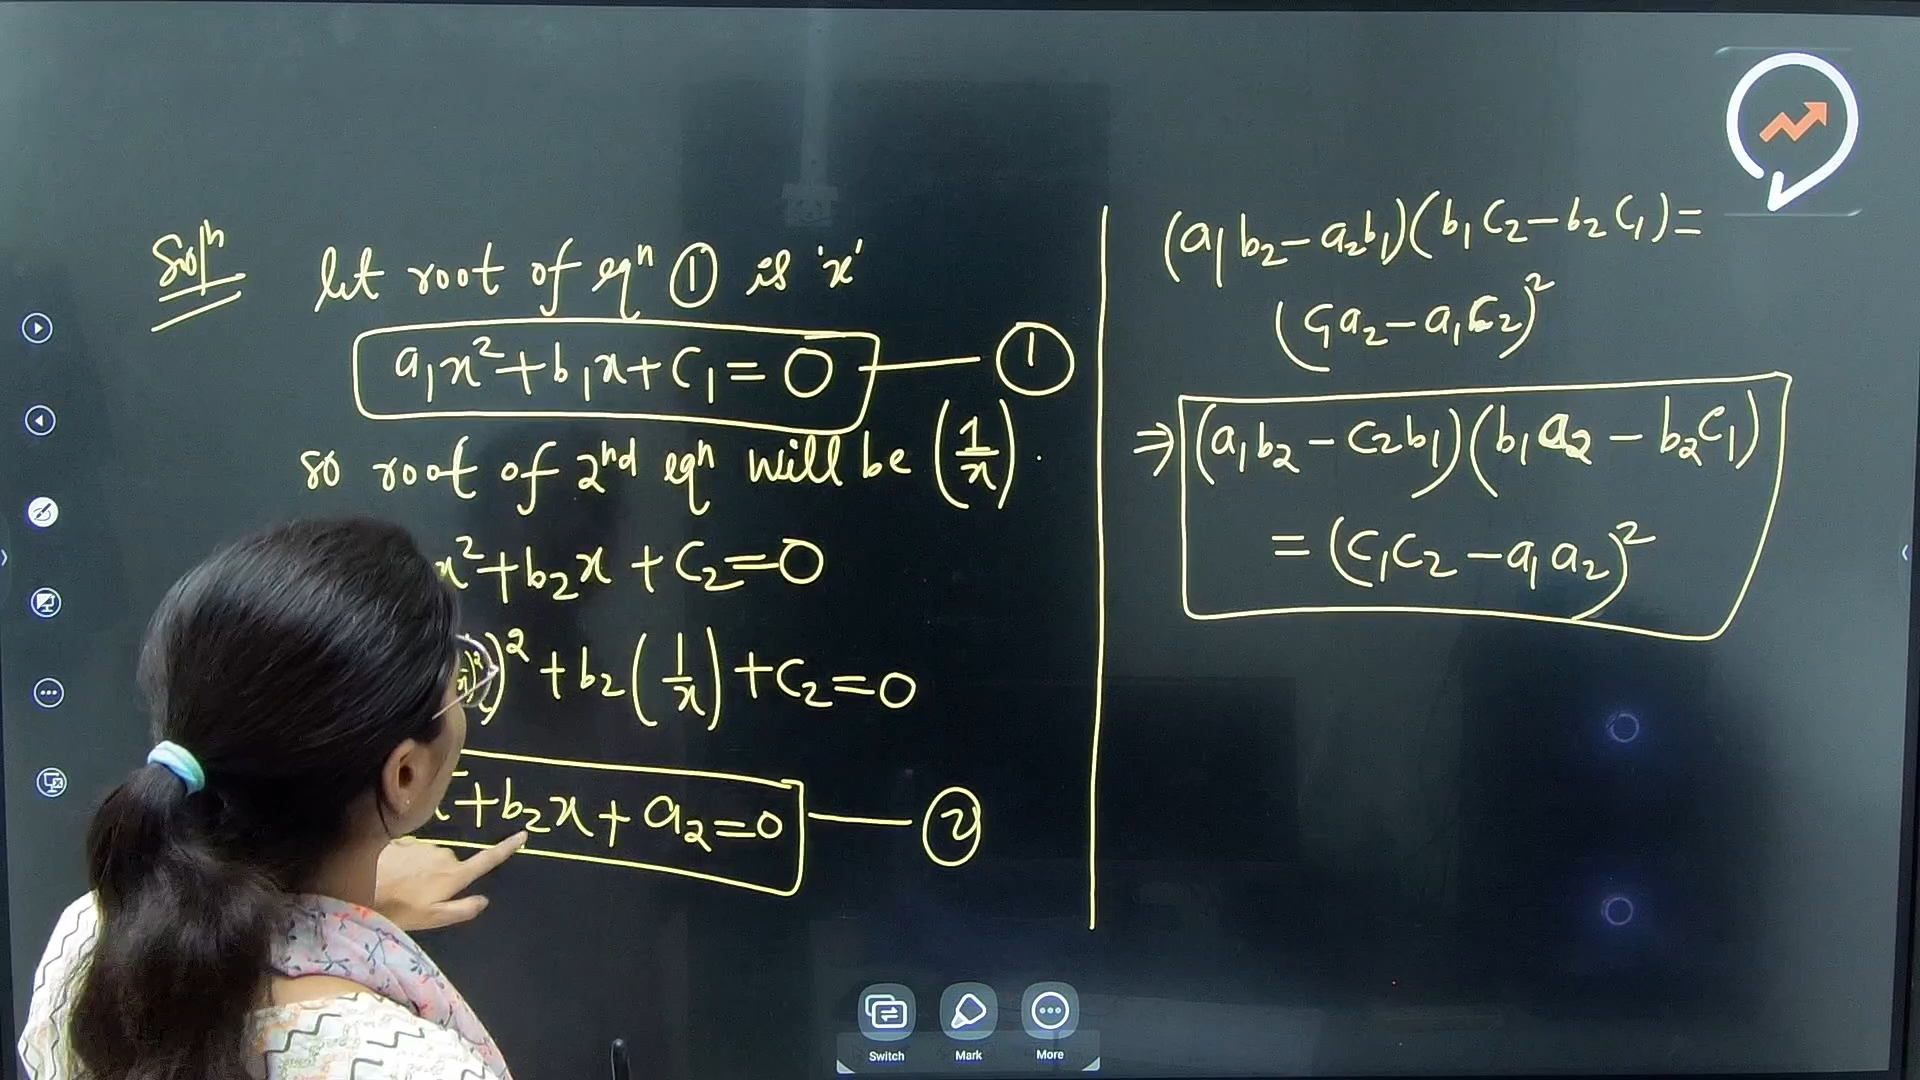 Solⁿ let root of eqⁿ ① is 'x'
a₁x² + b₁x + c₁ = 0 — ①
so root of 2ⁿᵈ eqⁿ will be (1/x).
x² + b₂x + c₂ = 0
)² + b₂(1/x) + c₂ = 0
+ b₂x + a₂ = 0 — ②
(a₁b₂ – a₂b₁)(b₁c₂ – b₂c₁) =
(c₁a₂ – a₁c₂)²
⇒ (a₁b₂ – c₂b₁)(b₁a₂ – b₂c₁)
= (c₁c₂ – a₁a₂)²
Switch Mark More